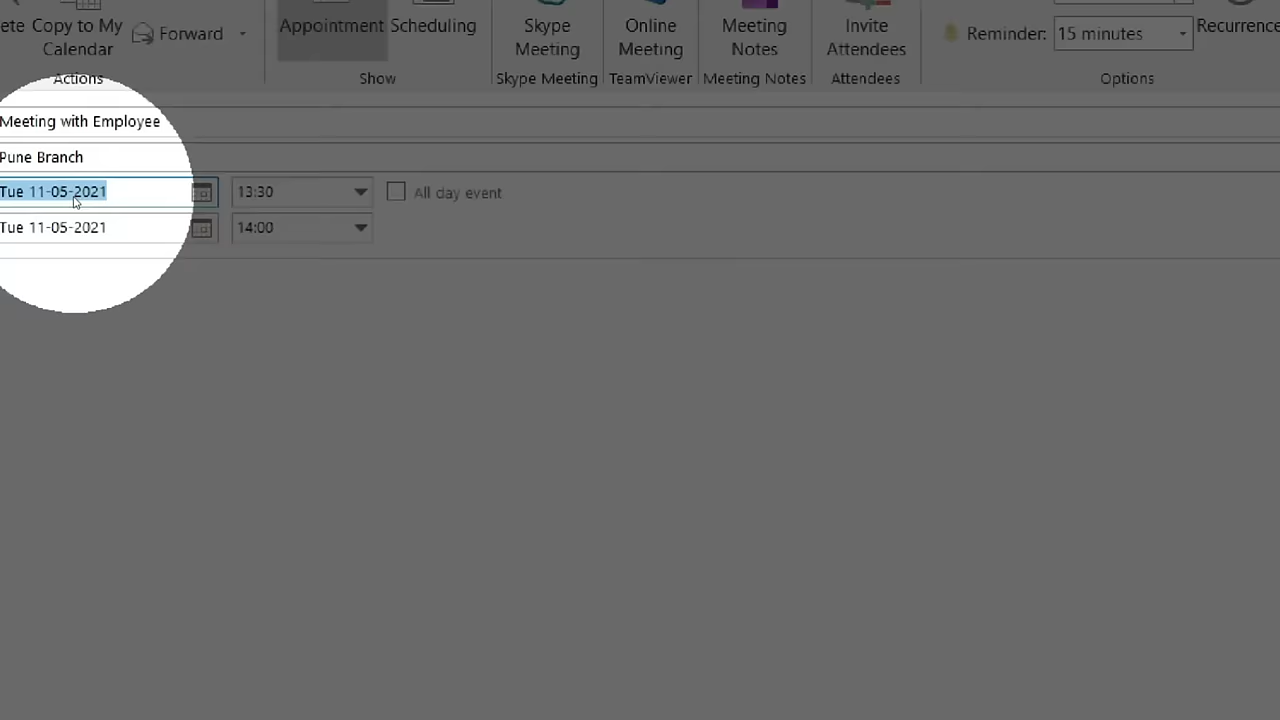 ete Copy to My Calendar
Forward
Actions
Appointment
Scheduling
Show
Skype Meeting
Skype Meeting
Online Meeting
TeamViewer
Meeting Notes
Meeting Notes
Invite Attendees
Attendees
Reminder: 15 minutes
Recurrence
Options
Meeting with Employee
Pune Branch
Tue 11-05-2021 13:30 All day event
Tue 11-05-2021 14:00